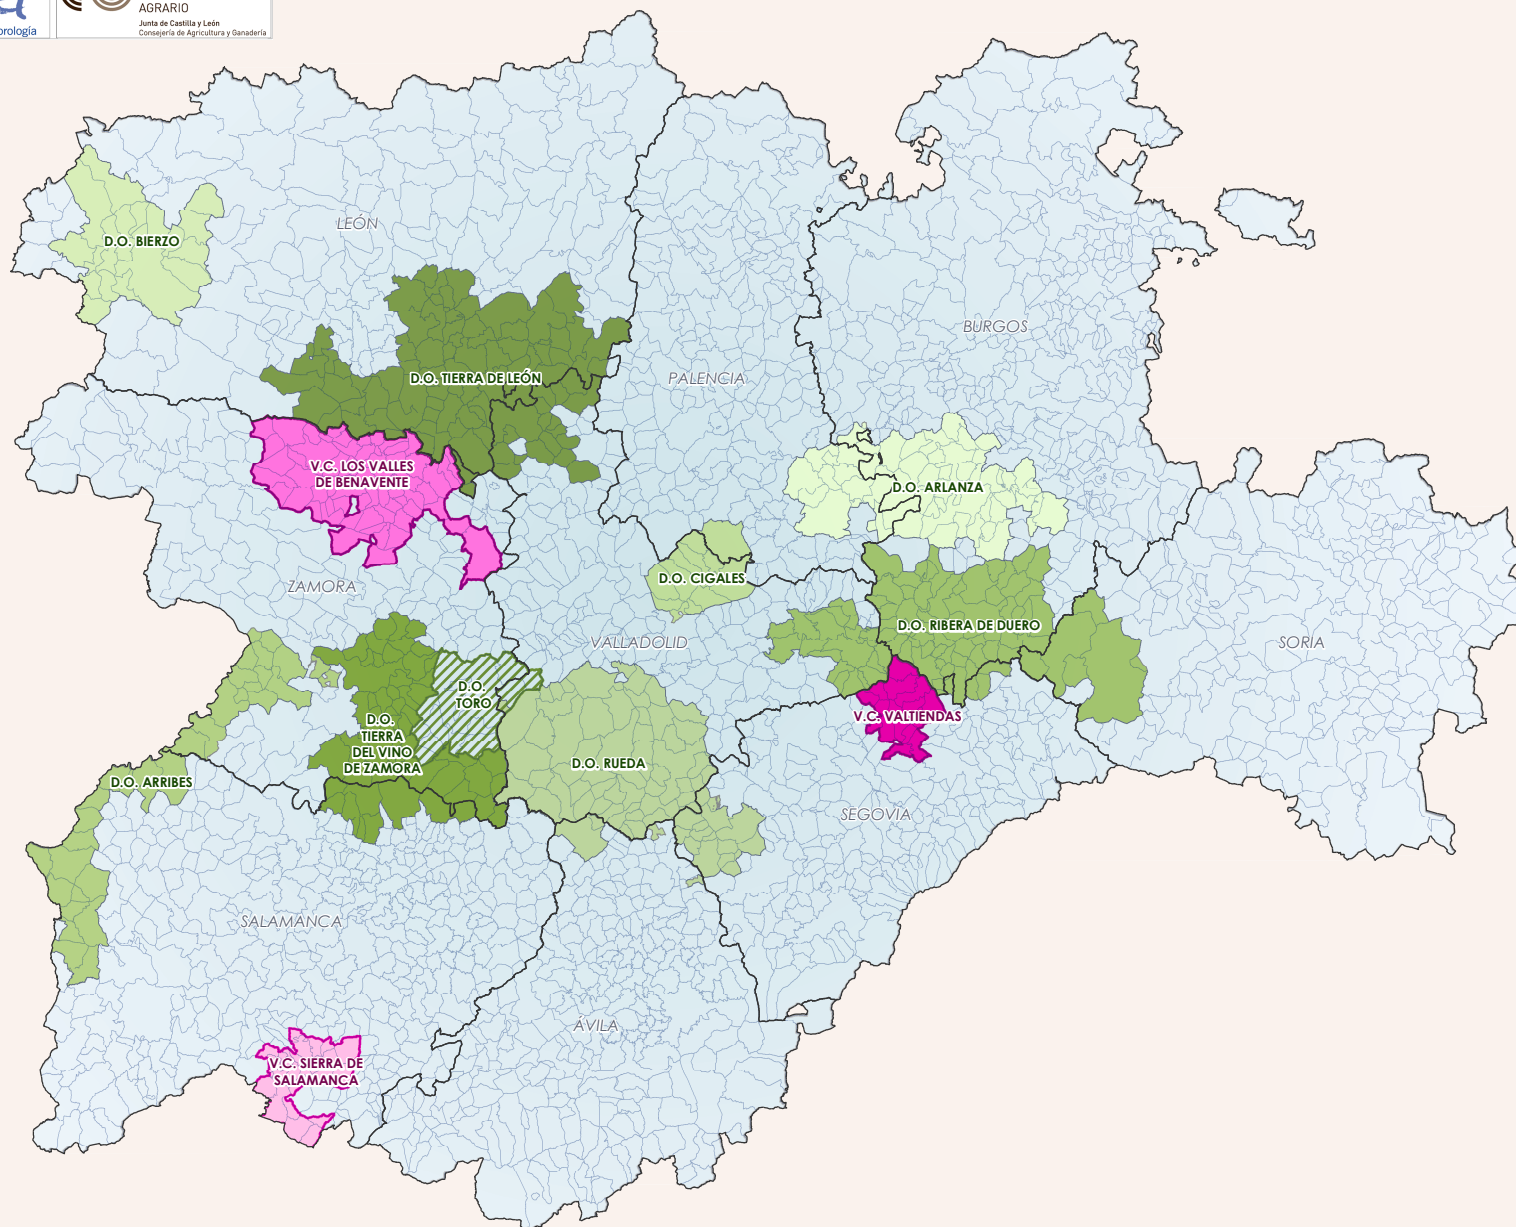 AGRARIO
Junta de Castilla y León
Consejería de Agricultura y Ganadería
LEÓN
D.O. BIERZO
BURGOS
D.O. TIERRA DE LEÓN
PALENCIA
V.C. LOS VALLES
DE BENAVENTE
D.O. ARLANZA
D.O. CIGALES
ZAMORA
D.O. RIBERA DE DUERO
VALLADOLID
SORIA
D.O.
TORO
V.C. VALTIENDAS
D.O.
TIERRA
DEL VINO
DE ZAMORA
D.O. RUEDA
D.O. ARRIBES
SEGOVIA
SALAMANCA
ÁVILA
V.C. SIERRA DE
SALAMANCA